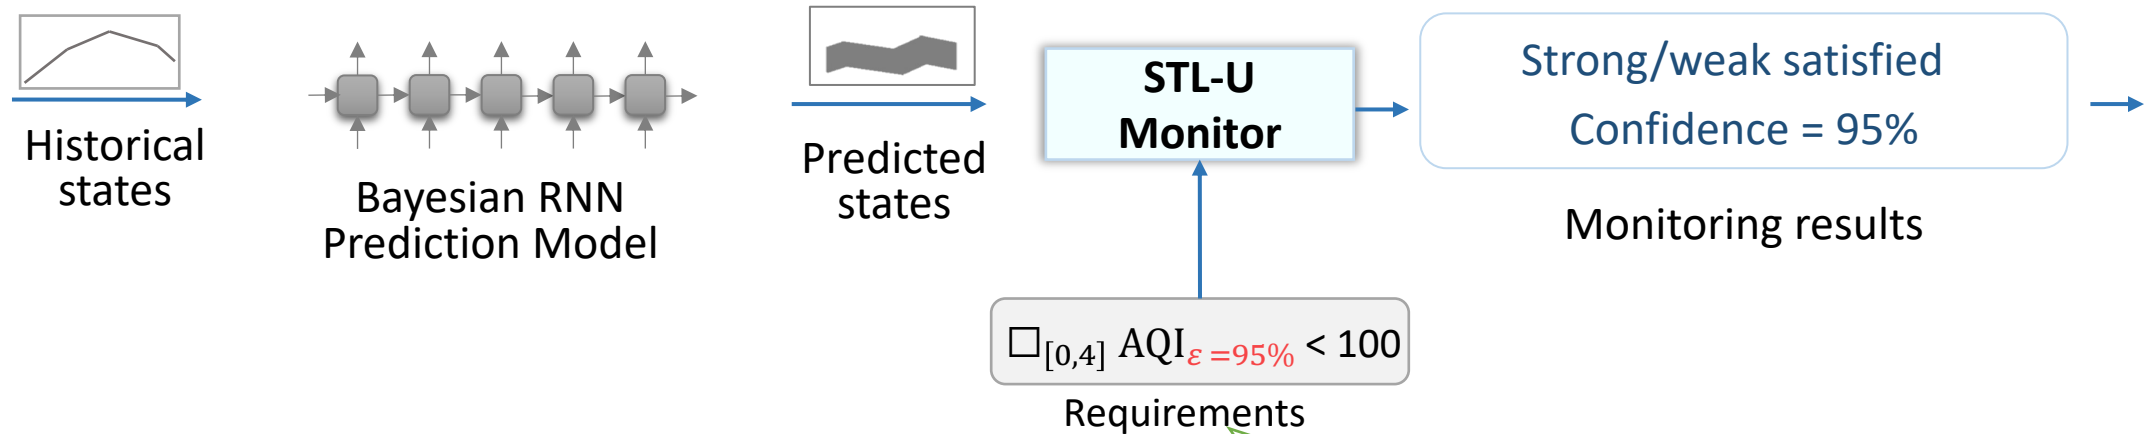 Historical
states
Bayesian RNN
Prediction Model
Predicted
states
STL-U
Monitor
Strong/weak satisfied
Confidence = 95%
Monitoring results
□[0,4] AQIε=95% < 100
Requirements